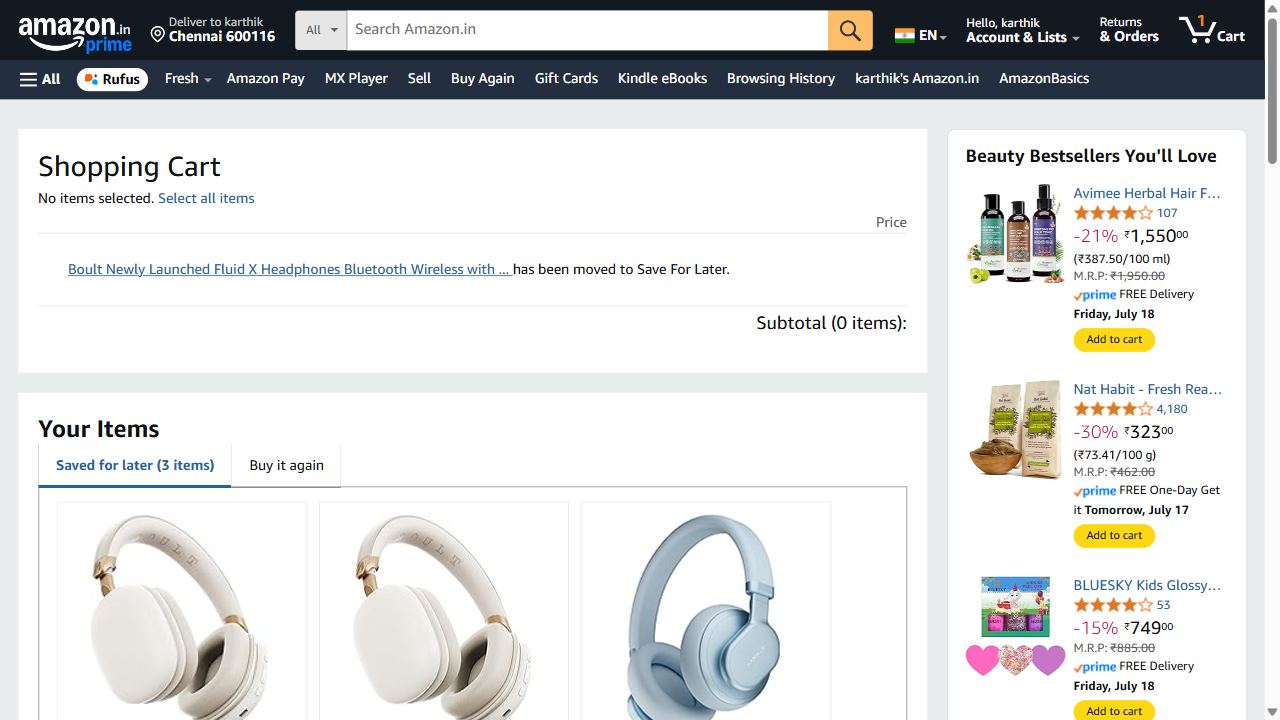 amazon.in
prime
Deliver to karthik
Chennai 600116
All
Search Amazon.in
EN
Hello, karthik
Account & Lists
Returns
& Orders
1
Cart
All
Rufus
Fresh
Amazon Pay
MX Player
Sell
Buy Again
Gift Cards
Kindle eBooks
Browsing History
karthik's Amazon.in
AmazonBasics
Shopping Cart
No items selected. Select all items
Price
Boult Newly Launched Fluid X Headphones Bluetooth Wireless with ... has been moved to Save For Later.
Subtotal (0 items):
Your Items
Saved for later (3 items)
Buy it again
Beauty Bestsellers You'll Love
Avimee Herbal Hair F…
107
-21% ₹1,55000
(₹387.50/100 ml)
M.R.P: ₹1,950.00
prime FREE Delivery
Friday, July 18
Add to cart
Nat Habit - Fresh Rea…
4,180
-30% ₹32300
(₹73.41/100 g)
M.R.P: ₹462.00
prime FREE One-Day Get
it Tomorrow, July 17
Add to cart
BLUESKY Kids Glossy…
53
-15% ₹74900
M.R.P: ₹885.00
prime FREE Delivery
Friday, July 18
Add to cart